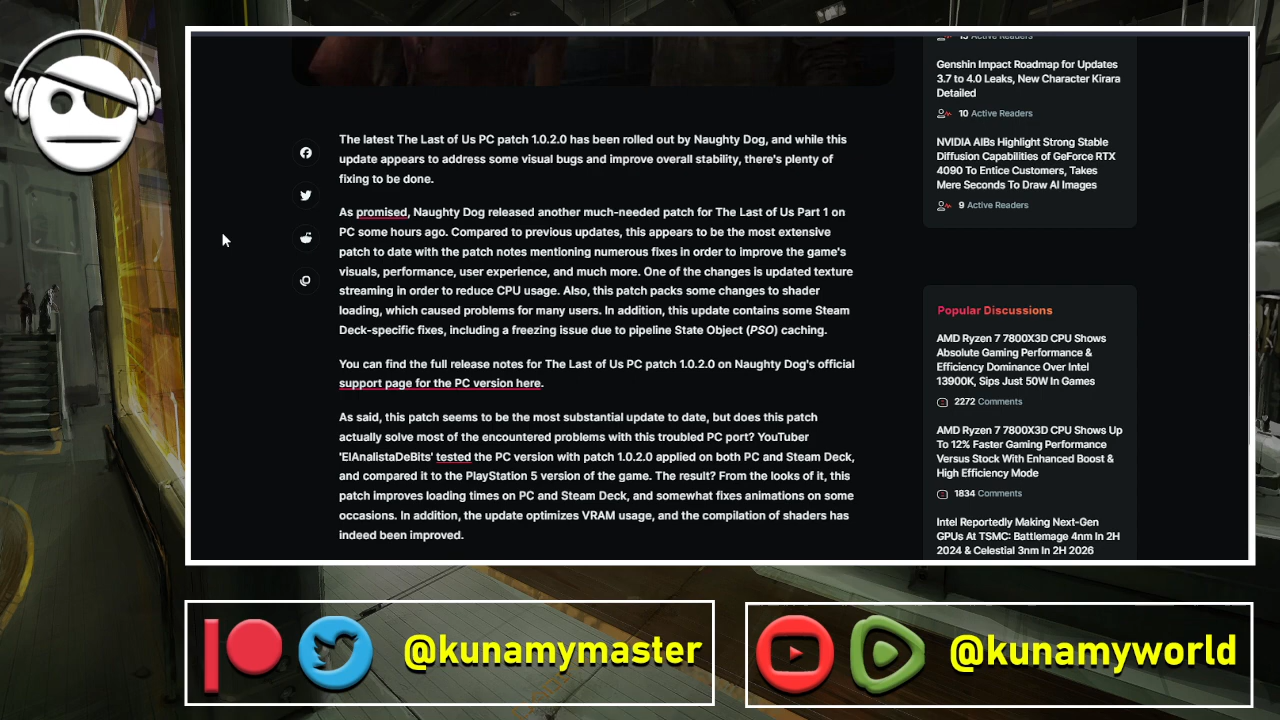 The latest The Last of Us PC patch 1.0.2.0 has been rolled out by Naughty Dog, and while this
update appears to address some visual bugs and improve overall stability, there's plenty of
fixing to be done.
As promised, Naughty Dog released another much-needed patch for The Last of Us Part 1 on
PC some hours ago. Compared to previous updates, this appears to be the most extensive
patch to date with the patch notes mentioning numerous fixes in order to improve the game's
visuals, performance, user experience, and much more. One of the changes is updated texture
streaming in order to reduce CPU usage. Also, this patch packs some changes to shader
loading, which caused problems for many users. In addition, this update contains some Steam
Deck-specific fixes, including a freezing issue due to pipeline State Object (PSO) caching.
You can find the full release notes for The Last of Us PC patch 1.0.2.0 on Naughty Dog's official
support page for the PC version here.
As said, this patch seems to be the most substantial update to date, but does this patch
actually solve most of the encountered problems with this troubled PC port? YouTuber
'ElAnalistaDeBits' tested the PC version with patch 1.0.2.0 applied on both PC and Steam Deck,
and compared it to the PlayStation 5 version of the game. The result? From the looks of it, this
patch improves loading times on PC and Steam Deck, and somewhat fixes animations on some
occasions. In addition, the update optimizes VRAM usage, and the compilation of shaders has
indeed been improved.
Active Readers
Genshin Impact Roadmap for Updates
3.7 to 4.0 Leaks, New Character Kirara
Detailed
10 Active Readers
NVIDIA AIBs Highlight Strong Stable
Diffusion Capabilities of GeForce RTX
4090 To Entice Customers, Takes
Mere Seconds To Draw AI Images
9 Active Readers
Popular Discussions
AMD Ryzen 7 7800X3D CPU Shows
Absolute Gaming Performance &
Efficiency Dominance Over Intel
13900K, Sips Just 50W In Games
2272 Comments
AMD Ryzen 7 7800X3D CPU Shows Up
To 12% Faster Gaming Performance
Versus Stock With Enhanced Boost &
High Efficiency Mode
1834 Comments
Intel Reportedly Making Next-Gen
GPUs At TSMC: Battlemage 4nm In 2H
2024 & Celestial 3nm In 2H 2026
@kunamymaster
@kunamyworld